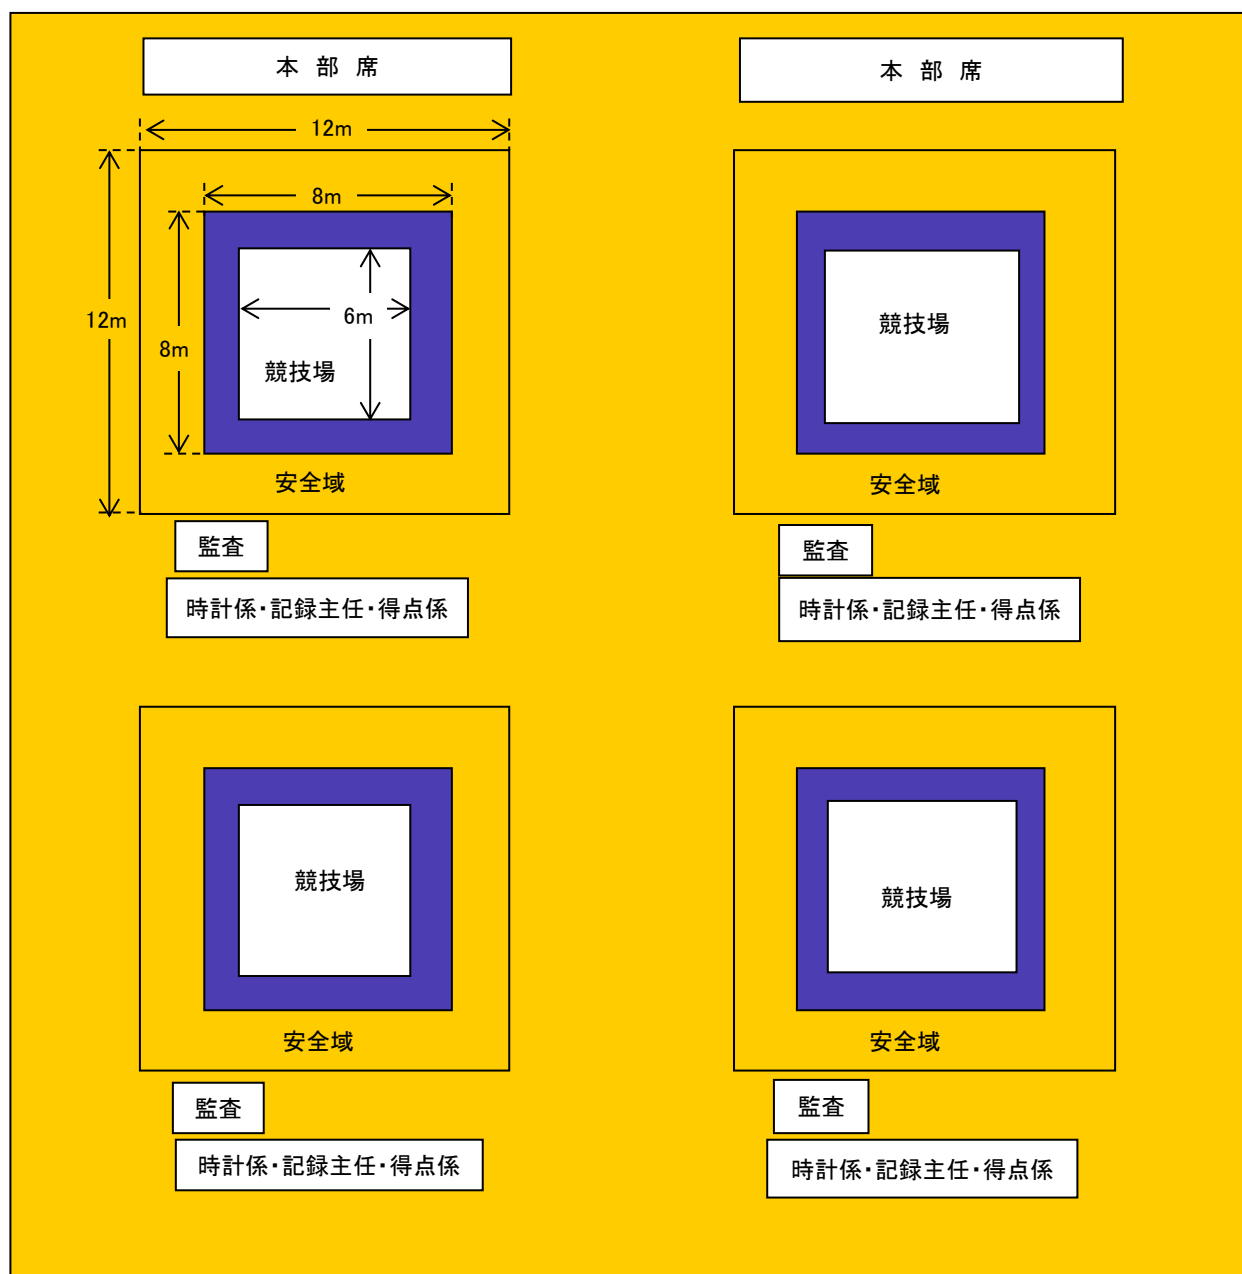 本 部 席
本 部 席
12m
8m
12m
8m
6m
競技場
競技場
安全域
安全域
監査
監査
時計係・記録主任・得点係
時計係・記録主任・得点係
競技場
競技場
安全域
安全域
監査
監査
時計係・記録主任・得点係
時計係・記録主任・得点係